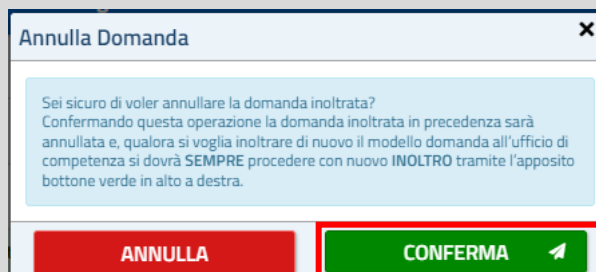 Annulla Domanda
Sei sicuro di voler annullare la domanda inoltrata?
Confermando questa operazione la domanda inoltrata in precedenza sarà
annullata e, qualora si voglia inoltrare di nuovo il modello domanda all'ufficio di
competenza si dovrà SEMPRE procedere con nuovo INOLTRO tramite l'apposito
bottone verde in alto a destra.
ANNULLA
CONFERMA